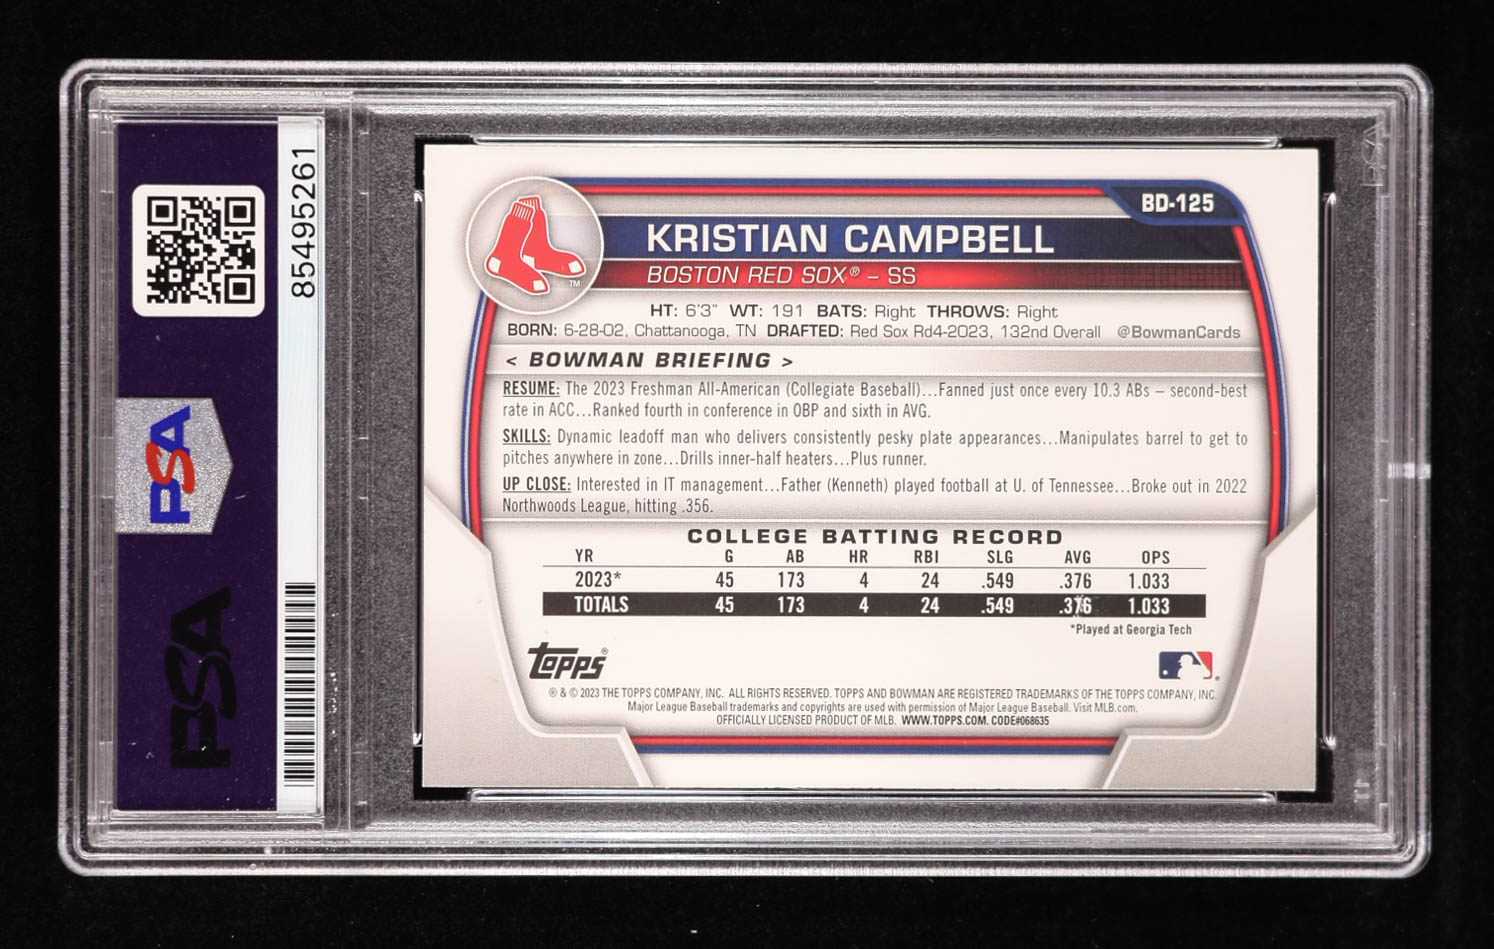 85495261
PSA
PSA
BD-125
KRISTIAN CAMPBELL
BOSTON RED SOX® – SS
TM
HT: 6'3" WT: 191 BATS: Right THROWS: Right
BORN: 6-28-02, Chattanooga, TN DRAFTED: Red Sox Rd4-2023, 132nd Overall @BowmanCards
< BOWMAN BRIEFING >
RESUME: The 2023 Freshman All-American (Collegiate Baseball)...Fanned just once every 10.3 ABs – second-best
rate in ACC...Ranked fourth in conference in OBP and sixth in AVG.
SKILLS: Dynamic leadoff man who delivers consistently pesky plate appearances...Manipulates barrel to get to
pitches anywhere in zone...Drills inner-half heaters...Plus runner.
UP CLOSE: Interested in IT management...Father (Kenneth) played football at U. of Tennessee...Broke out in 2022
Northwoods League, hitting .356.
COLLEGE BATTING RECORD
YR G AB HR RBI SLG AVG OPS
2023* 45 173 4 24 .549 .376 1.033
TOTALS 45 173 4 24 .549 .376 1.033
*Played at Georgia Tech
Topps®
® & © 2023 THE TOPPS COMPANY, INC. ALL RIGHTS RESERVED. TOPPS AND BOWMAN ARE REGISTERED TRADEMARKS OF THE TOPPS COMPANY, INC.
Major League Baseball trademarks and copyrights are used with permission of Major League Baseball. Visit MLB.com.
OFFICIALLY LICENSED PRODUCT OF MLB. WWW.TOPPS.COM. CODE#068635
PSA